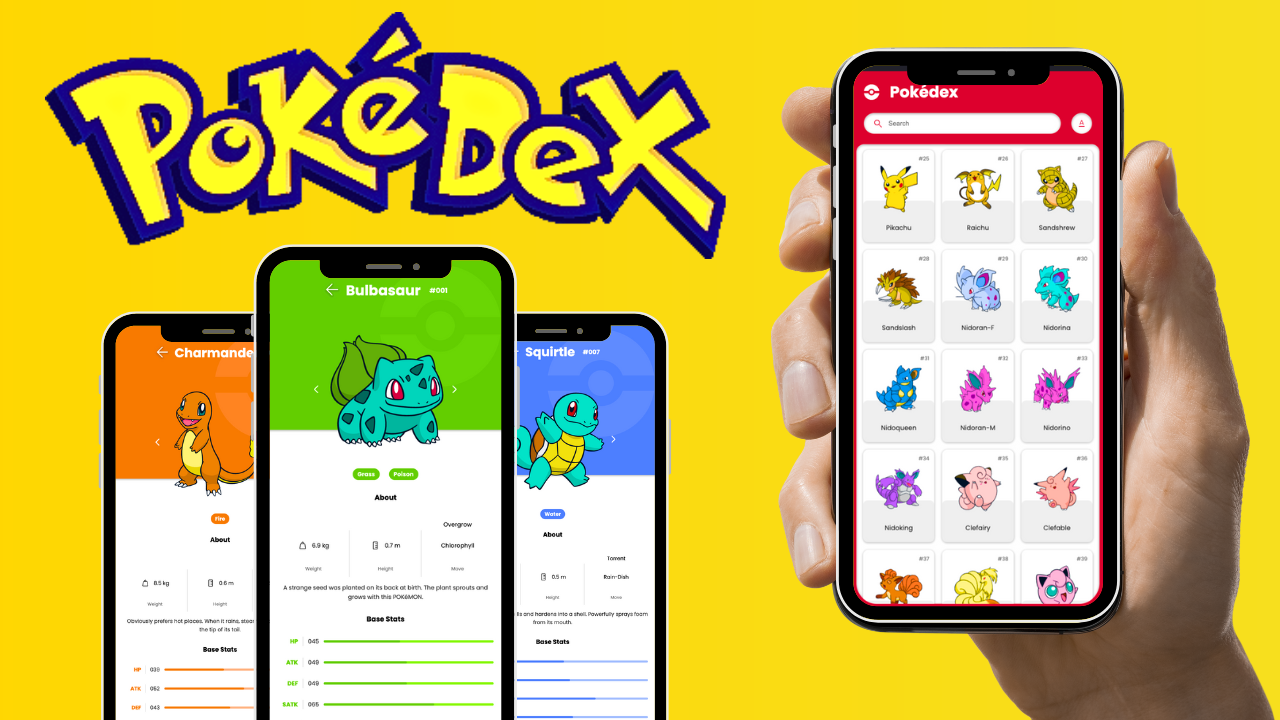 PoKéDex
Pokédex
Search
A
#25 #26 #27
Pikachu Raichu Sandshrew
#28 #29 #30
Sandslash Nidoran-F Nidorina
#31 #32 #33
Nidoqueen Nidoran-M Nidorino
#34 #35 #36
Nidoking Clefairy Clefable
#37 #38 #39
Charmande
Fire
About
8.5 kg 0.6 m
Weight Height
Obviously prefers hot places. When it rains, stea
the tip of its tail.
Base Stats
HP 039
ATK 052
DEF 043
Bulbasaur #001
Grass Poison
About
Overgrow
6.9 kg 0.7 m Chlorophyll
Weight Height Move
A strange seed was planted on its back at birth. The plant sprouts and
grows with this POKéMON.
Base Stats
HP 045
ATK 049
DEF 049
SATK 065
Squirtle #007
Water
About
Torrent
0.5 m Rain-Dish
Height Move
lls and hardens into a shell. Powerfully sprays foam
from its mouth.
Base Stats